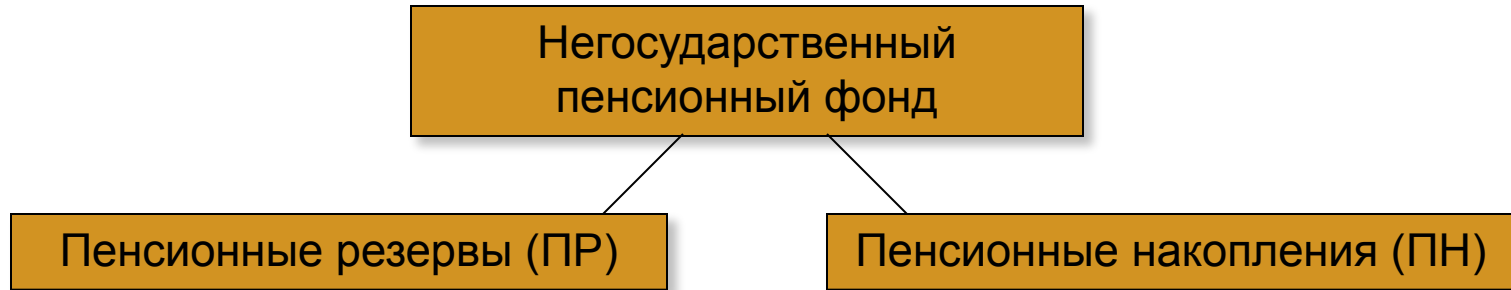 Негосударственный
пенсионный фонд
Пенсионные резервы (ПР)
Пенсионные накопления (ПН)